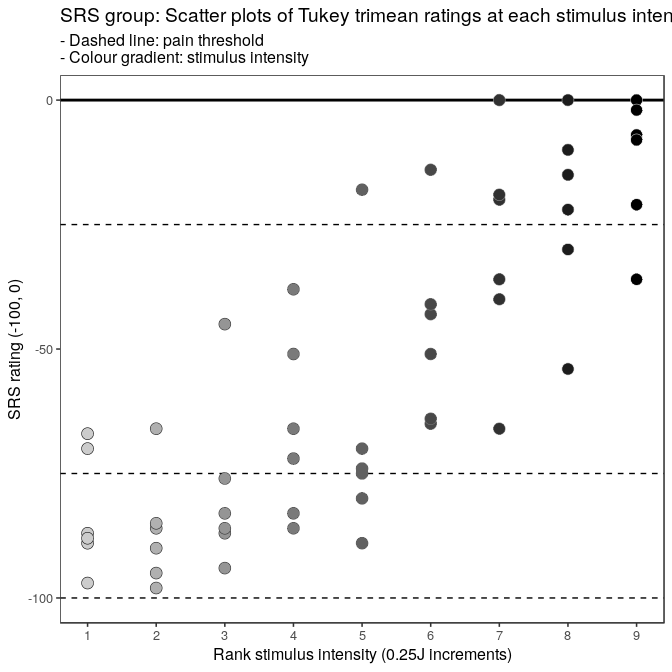 SRS group: Scatter plots of Tukey trimean ratings at each stimulus inten
- Dashed line: pain threshold
- Colour gradient: stimulus intensity
0
-50
-100
SRS rating (-100, 0)
1 2 3 4 5 6 7 8 9
Rank stimulus intensity (0.25J increments)